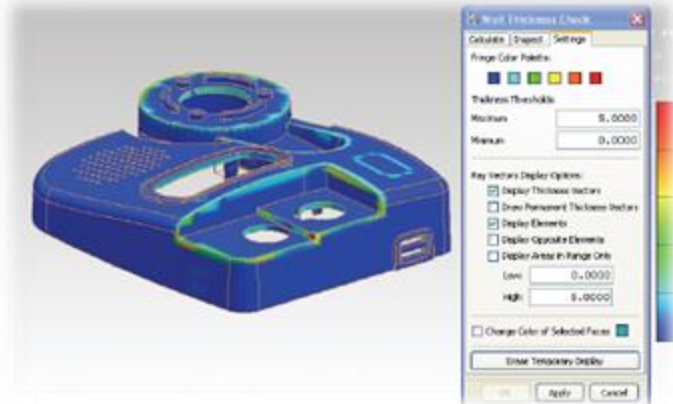 Wall Thickness Check
Calculate Inspect Settings
Fringe Color Palette:
Thickness Thresholds:
Maximum 5.0000
Minimum 0.0000
Ray Vectors Display Options:
Display Thickness Vectors
Draw Permanent Thickness Vectors
Display Elements
Display Opposite Elements
Display Areas in Range Only
Low 0.0000
High 5.0000
Change Color of Selected Faces
Erase Temporary Display
OK Apply Cancel